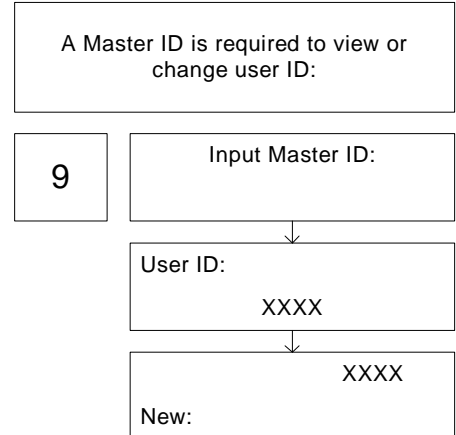 A Master ID is required to view or
change user ID:
9
Input Master ID:
User ID:
XXXX
XXXX
New: